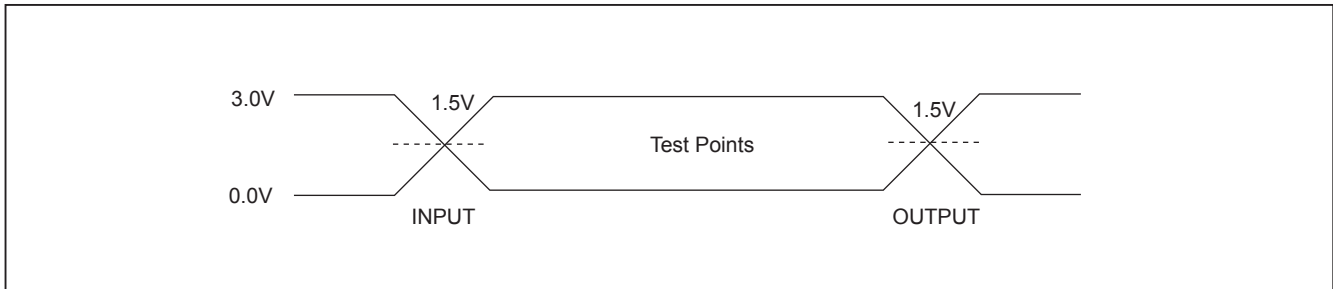 3.0V
1.5V
1.5V
Test Points
0.0V
INPUT
OUTPUT